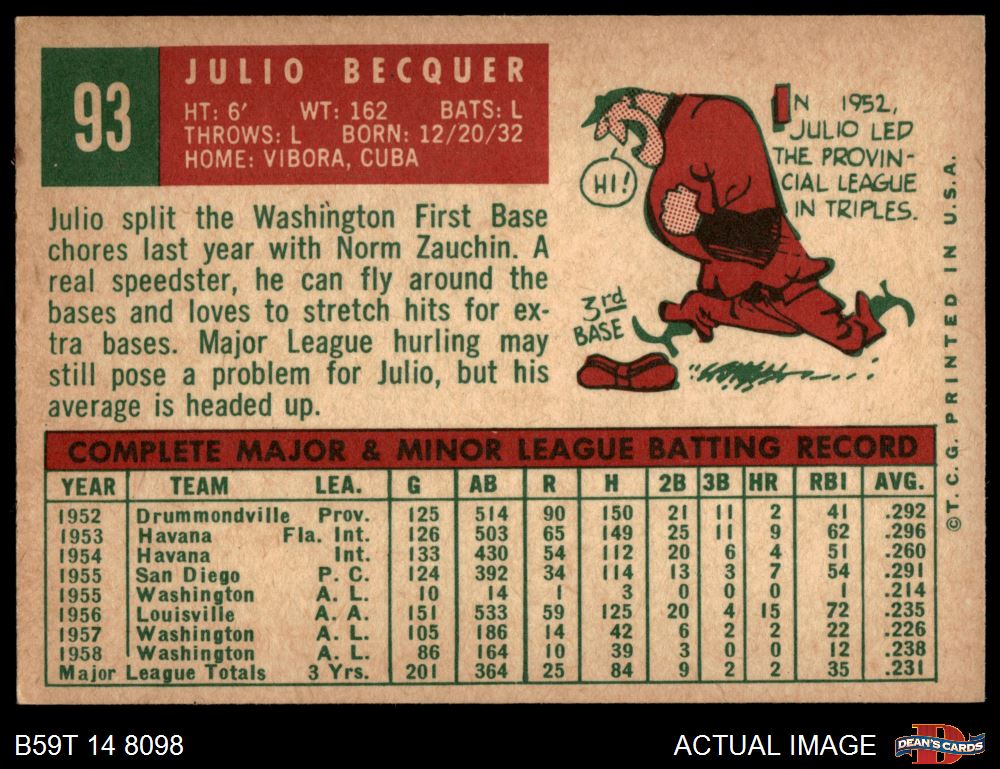 93
JULIO BECQUER
HT: 6' WT: 162 BATS: L
THROWS: L BORN: 12/20/32
HOME: VIBORA, CUBA
Julio split the Washington First Base
chores last year with Norm Zauchin. A
real speedster, he can fly around the
bases and loves to stretch hits for ex-
tra bases. Major League hurling may
still pose a problem for Julio, but his
average is headed up.
HI!
3rd
BASE
IN 1952,
JULIO LED
THE PROVIN-
CIAL LEAGUE
IN TRIPLES.
©T.C.G. PRINTED IN U.S.A.
COMPLETE MAJOR & MINOR LEAGUE BATTING RECORD
YEAR TEAM LEA. G AB R H 2B 3B HR RBI AVG.
1952 Drummondville Prov. 125 514 90 150 21 11 2 41 .292
1953 Havana Fla. Int. 126 503 65 149 25 11 9 62 .296
1954 Havana Int. 133 430 54 112 20 6 4 51 .260
1955 San Diego P. C. 124 392 34 114 13 3 7 54 .291
1955 Washington A. L. 10 14 1 3 0 0 0 1 .214
1956 Louisville A. A. 151 533 59 125 20 4 15 72 .235
1957 Washington A. L. 105 186 14 42 6 2 2 22 .226
1958 Washington A. L. 86 164 10 39 3 0 0 12 .238
Major League Totals 3 Yrs. 201 364 25 84 9 2 2 35 .231
B59T 14 8098
ACTUAL IMAGE
D
DEAN'S CARDS